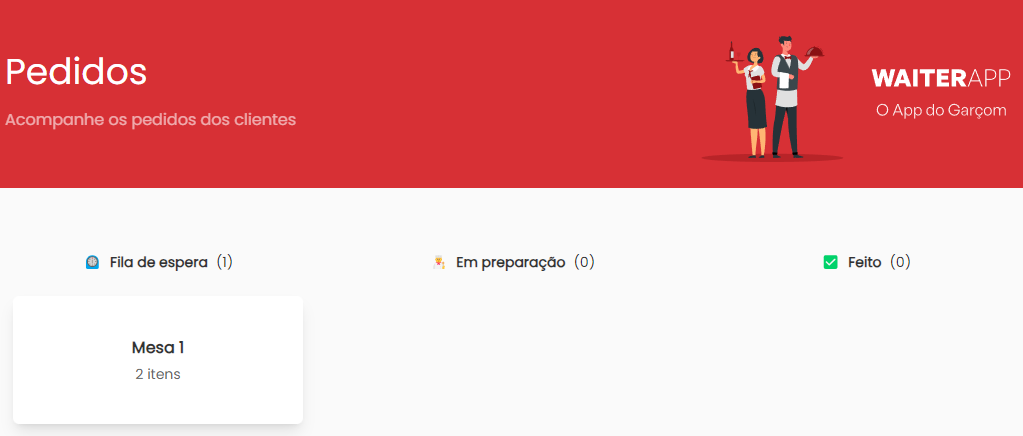 Pedidos
Acompanhe os pedidos dos clientes
WAITERAPP
O App do Garçom
Fila de espera (1)
Em preparação (0)
Feito (0)
Mesa 1
2 itens